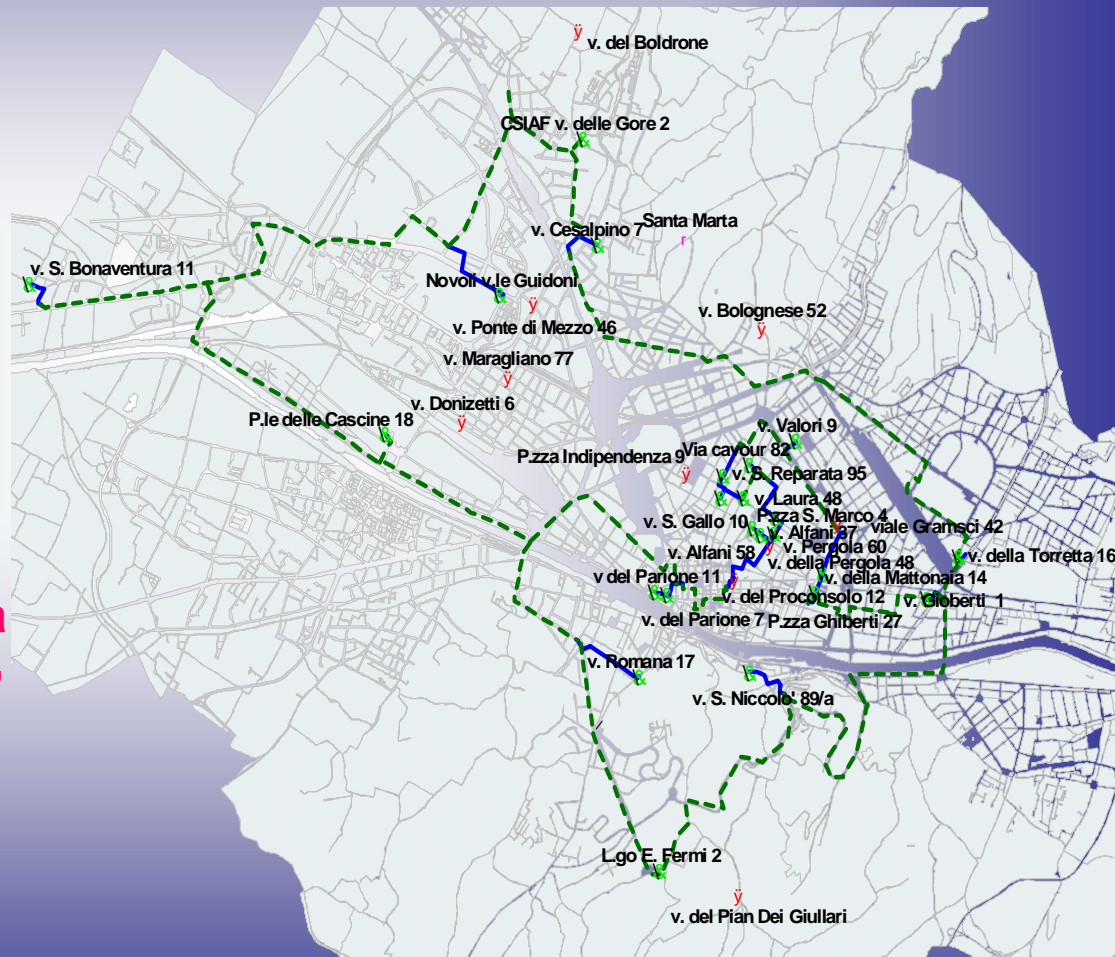 v. del Boldrone
CSIAF v. delle Gore 2
v. Cesalpino 7
Santa Marta
v. S. Bonaventura 11
Novoli v.le Guidoni
v. Ponte di Mezzo 46
v. Bolognese 52
v. Maragliano 77
v. Donizetti 6
P.le delle Cascine 18
v. Valori 9
Via cavour 82
P.zza Indipendenza 9
v. S. Reparata 95
v. Laura 48
P.zza S. Marco 4
v. S. Gallo 10
viale Gramsci 42
v. Alfani 37
v. Pergola 60
v. Alfani 58
v. della Pergola 48
v. della Torretta 16
v del Parione 11
v. della Mattonaia 14
v. del Proconsolo 12
v. Gioberti 1
v. del Parione 7
P.zza Ghiberti 27
a
v. Romana 17
v. S. Niccolo' 89/a
L.go E. Fermi 2
v. del Pian Dei Giullari